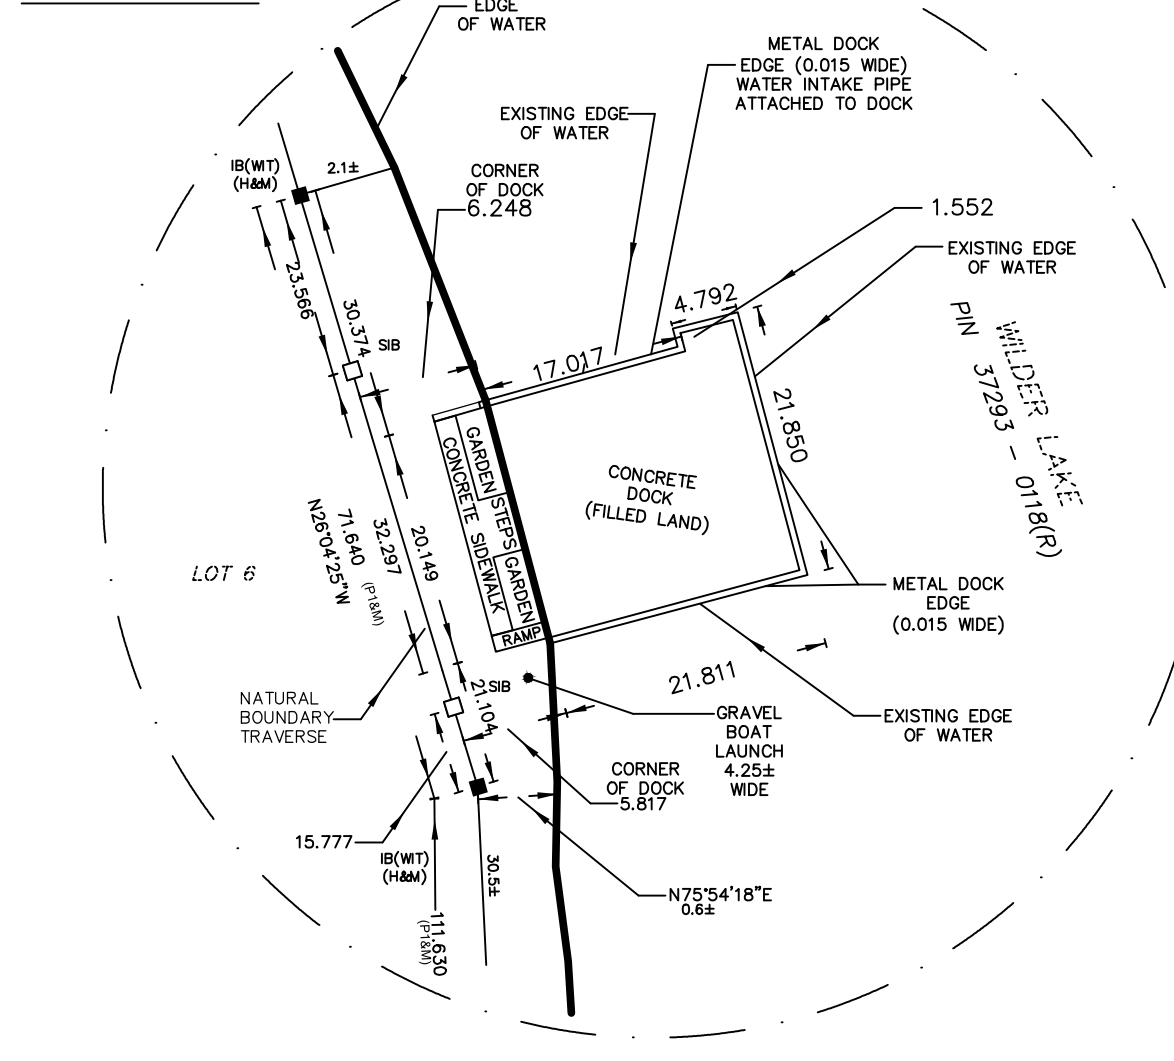 EDGE
OF WATER
METAL DOCK
EDGE (0.015 WIDE)
WATER INTAKE PIPE
ATTACHED TO DOCK
EXISTING EDGE
OF WATER
IB(WIT)
(H&M)
2.1±
CORNER
OF DOCK
6.248
1.552
EXISTING EDGE
OF WATER
23.566
30.374
SIB
4.792
17.017
21.850
WILDER LAKE
PIN 37293 - 0118(R)
GARDEN
STEPS
GARDEN
CONCRETE SIDEWALK
RAMP
CONCRETE
DOCK
(FILLED LAND)
LOT 6
N26°04'25"W
71.640
(P1&M)
32.297
20.149
METAL DOCK
EDGE
(0.015 WIDE)
21.811
NATURAL
BOUNDARY
TRAVERSE
SIB
21.104
GRAVEL
BOAT
LAUNCH
4.25±
WIDE
EXISTING EDGE
OF WATER
CORNER
OF DOCK
5.817
15.777
IB(WIT)
(H&M)
30.5±
N75°54'18"E
0.6±
111.630
(P1&M)